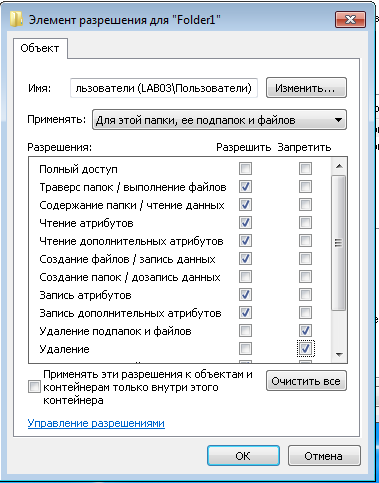 Элемент разрешения для "Folder1"
Объект
Имя: льзователи (LAB03\Пользователи) Изменить...
Применять: Для этой папки, ее подпапок и файлов
Разрешения: Разрешить Запретить
Полный доступ
Траверс папок / выполнение файлов
Содержание папки / чтение данных
Чтение атрибутов
Чтение дополнительных атрибутов
Создание файлов / запись данных
Создание папок / дозапись данных
Запись атрибутов
Запись дополнительных атрибутов
Удаление подпапок и файлов
Удаление
Применять эти разрешения к объектам и
контейнерам только внутри этого
контейнера
Очистить все
Управление разрешениями
ОК Отмена